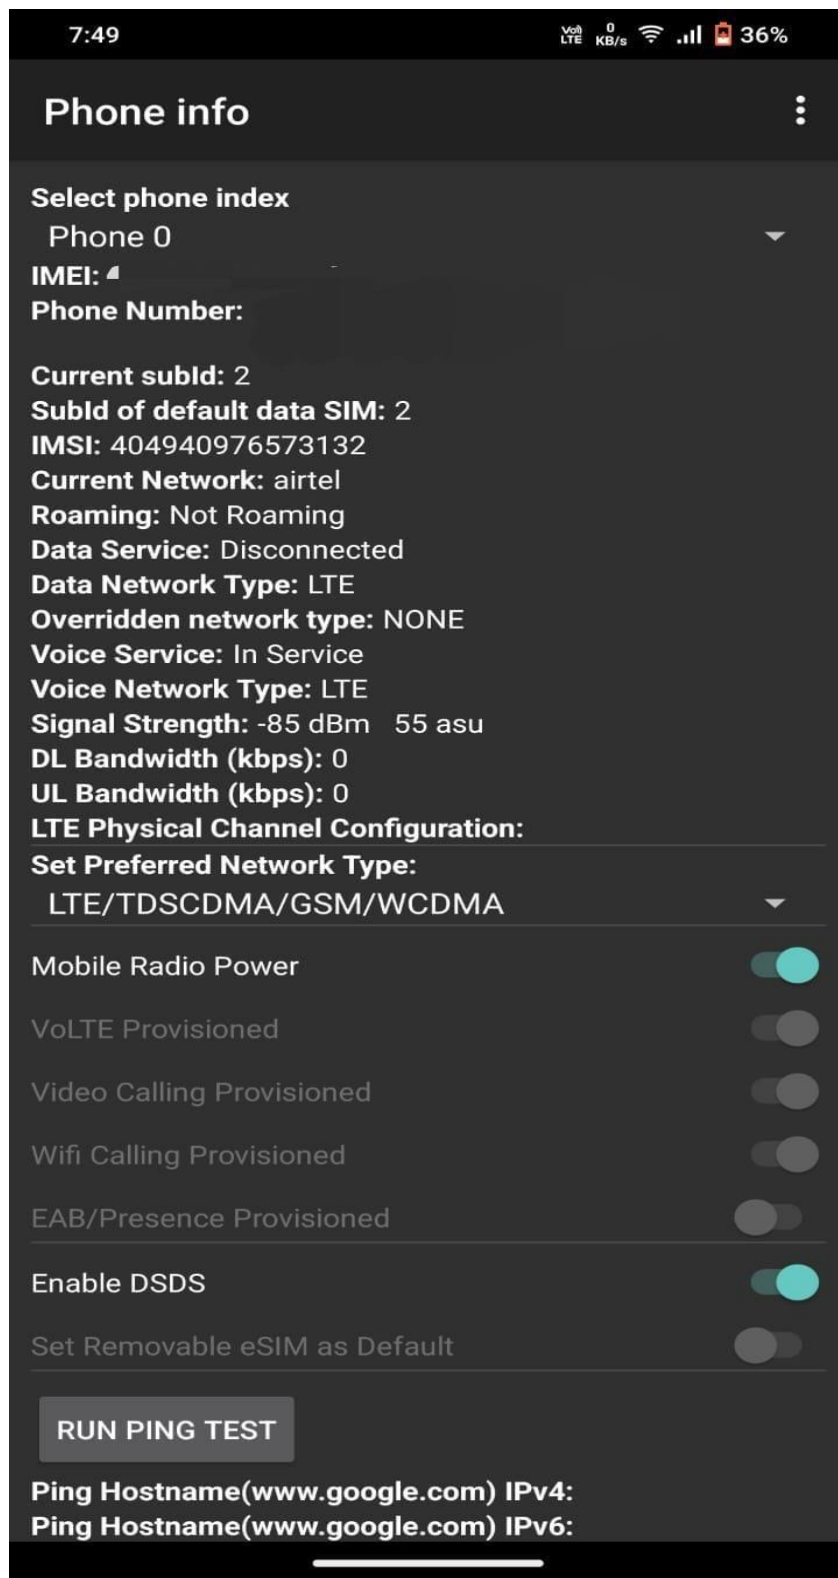 7:49 Vo) LTE 0 KB/s 36%
Phone info
Select phone index
Phone 0
IMEI:
Phone Number:
Current subId: 2
SubId of default data SIM: 2
IMSI: 404940976573132
Current Network: airtel
Roaming: Not Roaming
Data Service: Disconnected
Data Network Type: LTE
Overridden network type: NONE
Voice Service: In Service
Voice Network Type: LTE
Signal Strength: -85 dBm 55 asu
DL Bandwidth (kbps): 0
UL Bandwidth (kbps): 0
LTE Physical Channel Configuration:
Set Preferred Network Type:
LTE/TDSCDMA/GSM/WCDMA
Mobile Radio Power
VoLTE Provisioned
Video Calling Provisioned
Wifi Calling Provisioned
EAB/Presence Provisioned
Enable DSDS
Set Removable eSIM as Default
RUN PING TEST
Ping Hostname(www.google.com) IPv4:
Ping Hostname(www.google.com) IPv6: